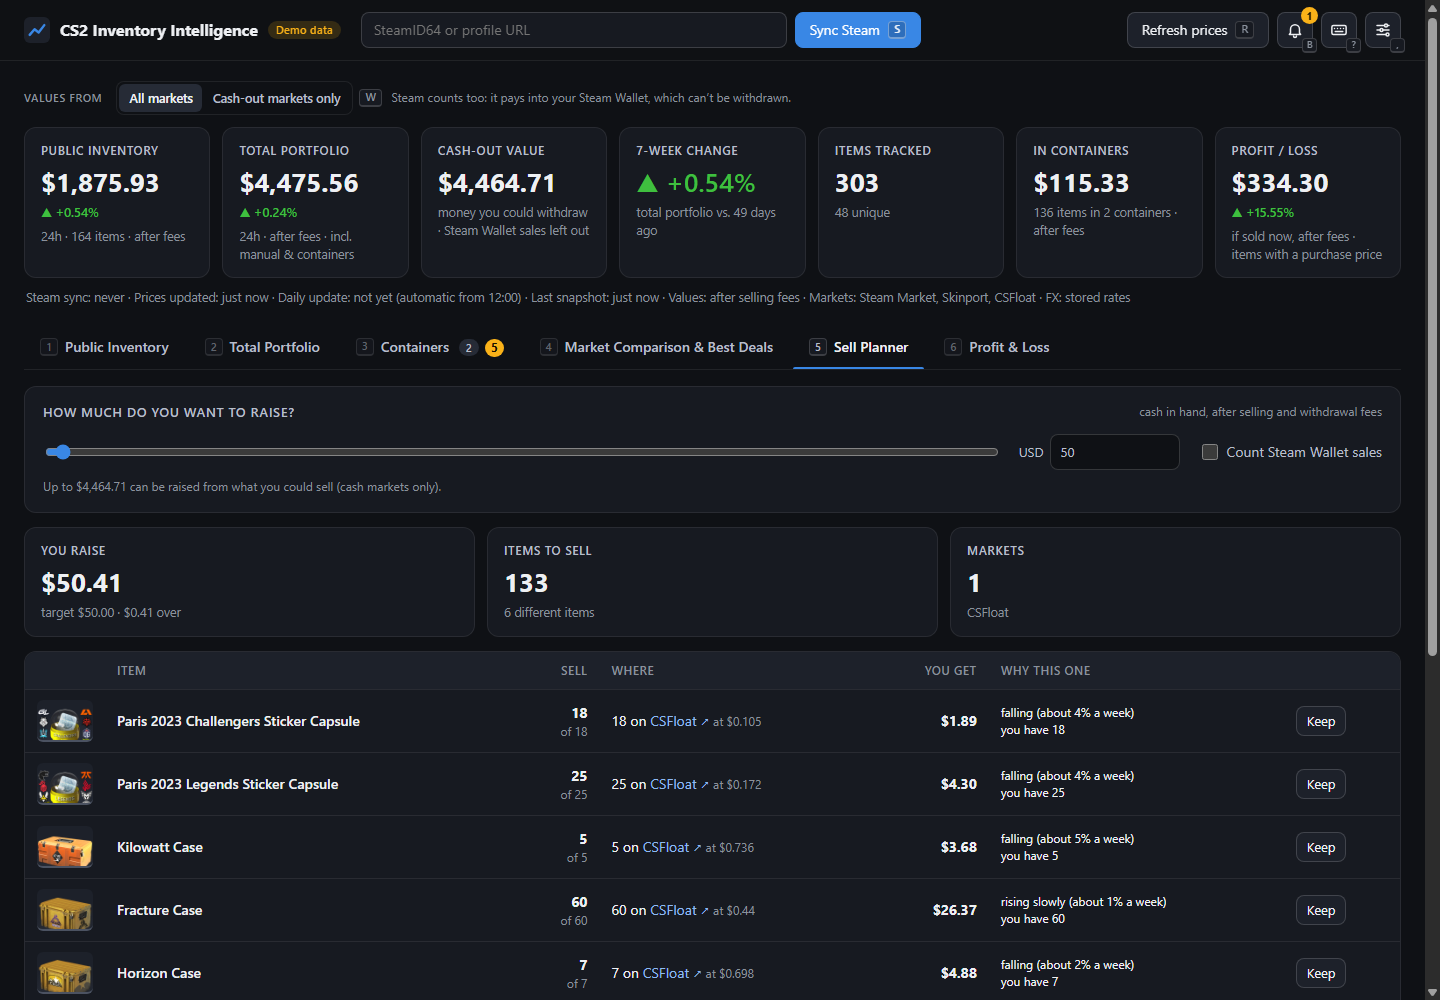 CS2 Inventory Intelligence
Demo data
SteamID64 or profile URL
Sync Steam S
Refresh prices R
1
B
?
,
VALUES FROM
All markets
Cash-out markets only
W
Steam counts too: it pays into your Steam Wallet, which can't be withdrawn.
PUBLIC INVENTORY
$1,875.93
▲ +0.54%
24h · 164 items · after fees
TOTAL PORTFOLIO
$4,475.56
▲ +0.24%
24h · after fees · incl.
manual & containers
CASH-OUT VALUE
$4,464.71
money you could withdraw
· Steam Wallet sales left out
7-WEEK CHANGE
▲ +0.54%
total portfolio vs. 49 days
ago
ITEMS TRACKED
303
48 unique
IN CONTAINERS
$115.33
136 items in 2 containers ·
after fees
PROFIT / LOSS
$334.30
▲ +15.55%
if sold now, after fees ·
items with a purchase price
Steam sync: never · Prices updated: just now · Daily update: not yet (automatic from 12:00) · Last snapshot: just now · Values: after selling fees · Markets: Steam Market, Skinport, CSFloat · FX: stored rates
1 Public Inventory
2 Total Portfolio
3 Containers 2 5
4 Market Comparison & Best Deals
5 Sell Planner
6 Profit & Loss
HOW MUCH DO YOU WANT TO RAISE?
cash in hand, after selling and withdrawal fees
USD
50
Count Steam Wallet sales
Up to $4,464.71 can be raised from what you could sell (cash markets only).
YOU RAISE
$50.41
target $50.00 · $0.41 over
ITEMS TO SELL
133
6 different items
MARKETS
1
CSFloat
ITEM SELL WHERE YOU GET WHY THIS ONE
Paris 2023 Challengers Sticker Capsule
18
of 18
18 on CSFloat ↗ at $0.105
$1.89
falling (about 4% a week)
you have 18
Keep
Paris 2023 Legends Sticker Capsule
25
of 25
25 on CSFloat ↗ at $0.172
$4.30
falling (about 4% a week)
you have 25
Keep
Kilowatt Case
5
of 5
5 on CSFloat ↗ at $0.736
$3.68
falling (about 5% a week)
you have 5
Keep
Fracture Case
60
of 60
60 on CSFloat ↗ at $0.44
$26.37
rising slowly (about 1% a week)
you have 60
Keep
Horizon Case
7
of 7
7 on CSFloat ↗ at $0.698
$4.88
falling (about 2% a week)
you have 7
Keep